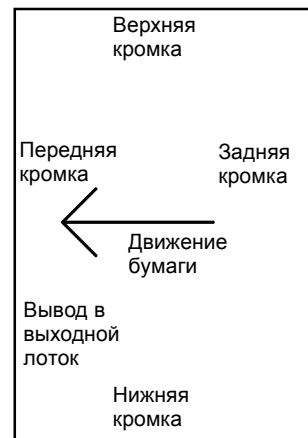 Верхняя
кромка
Передняя
кромка
Задняя
кромка
Движение
бумаги
Вывод в
выходной
лоток
Нижняя
кромка